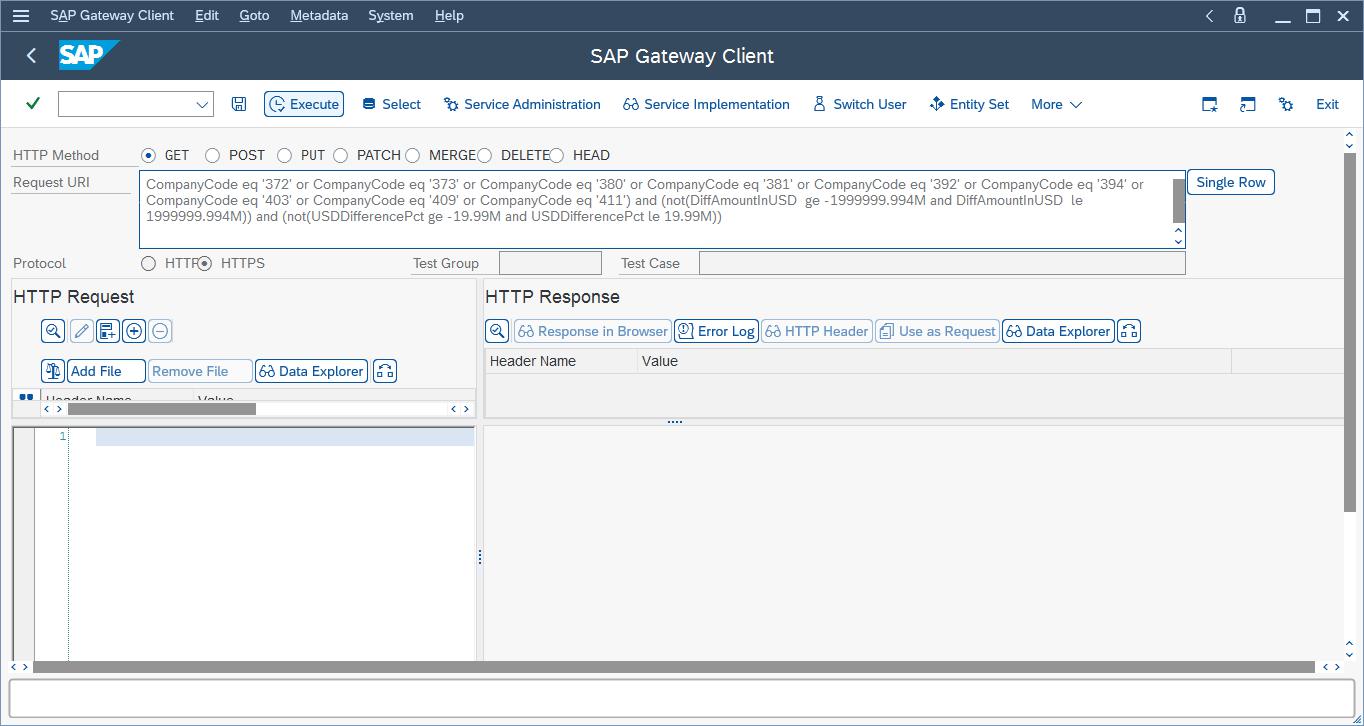 SAP Gateway Client Edit Goto Metadata System Help
SAP SAP Gateway Client
Execute Select Service Administration Service Implementation Switch User Entity Set More Exit
HTTP Method GET POST PUT PATCH MERGE DELETE HEAD
Request URI
CompanyCode eq '372' or CompanyCode eq '373' or CompanyCode eq '380' or CompanyCode eq '381' or CompanyCode eq '392' or CompanyCode eq '394' or
CompanyCode eq '403' or CompanyCode eq '409' or CompanyCode eq '411') and (not(DiffAmountInUSD  ge -1999999.994M and DiffAmountInUSD  le
1999999.994M)) and (not(USDDifferencePct ge -19.99M and USDDifferencePct le 19.99M))
Single Row
Protocol HTTP HTTPS Test Group Test Case
HTTP Request
Add File Remove File Data Explorer
Header Name Value
1
HTTP Response
Response in Browser Error Log HTTP Header Use as Request Data Explorer
Header Name Value